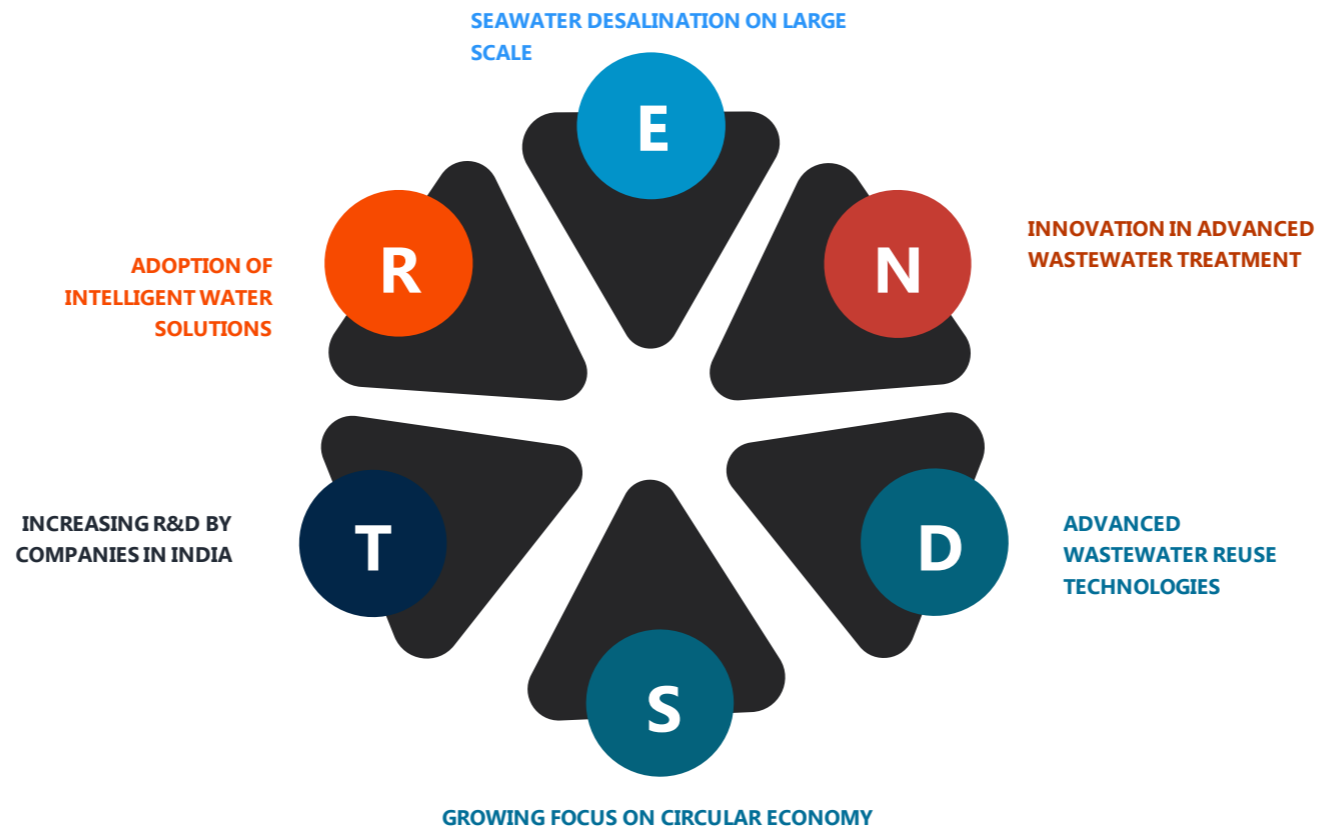 SEAWATER DESALINATION ON LARGE
SCALE
E
N
INNOVATION IN ADVANCED
WASTEWATER TREATMENT
R
ADOPTION OF
INTELLIGENT WATER
SOLUTIONS
T
INCREASING R&D BY
COMPANIES IN INDIA
D
ADVANCED
WASTEWATER REUSE
TECHNOLOGIES
S
GROWING FOCUS ON CIRCULAR ECONOMY